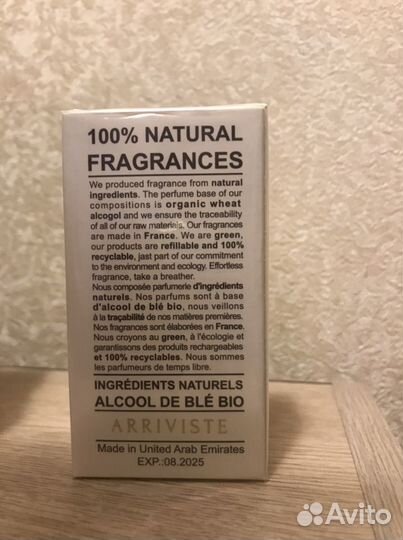 100% NATURAL
FRAGRANCES
We produced fragrance from natural
ingredients. The perfume base of our
compositions is organic wheat
alcogol and we ensure the traceability
of all of our raw materials. Our fragrances
are made in France. We are green,
our products are refillable and 100%
recyclable, jast part of our commitment
to the environment and ecology. Effortless
fragrance, take a breather.
Nous composée parfumerie d'ingrédients
naturels. Nos parfums sont à base
d'alcool de blé bio, nous veillons
à la traçabilité de nos matières premières.
Nos fragrances sont élaborées en France.
Nous croyons au green, à l'écologie et
garantissons des produits rechargeables
et 100% recyclables. Nous sommes
les parfumeurs de temps libre.
INGRÉDIENTS NATURELS
ALCOOL DE BLÉ BIO
ARRIVISTE
Made in United Arab Emirates
EXP.:08.2025
Avito